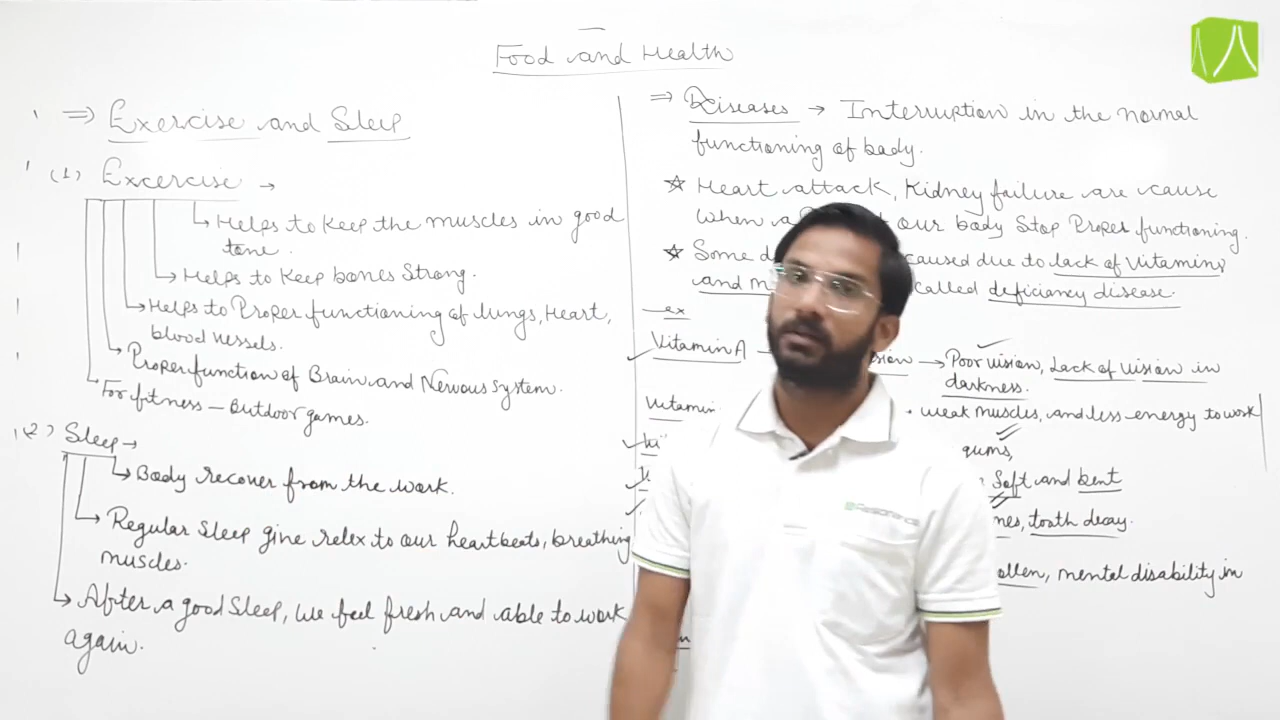 Food and Health
⇒ Exercise and Sleep
(1) Excercise →
Helps to keep the muscles in good
tone.
Helps to Keep bones Strong.
Helps to Proper functioning of lungs, Heart,
blood vessels.
Proper function of Brain and Nervous system.
For fitness – Outdoor games.
(2) Sleep →
Body recover from the work.
Regular Sleep give relex to our heartbeats, breathing
muscles.
After a good Sleep, we feel fresh and able to work
again.
⇒ Diseases → Interruption in the normal
functioning of body.
☆ Heart attack, Kidney failure are cause
when a our body Stop Proper functioning.
☆ Some caused due to lack of Vitamins
and called deficiancy disease.
ex
Vitamin A → Poor vision, Lack of vision in
darkness.
Vitamin weak muscles, and less energy to work
gums,
Soft and bent
tooth decay.
mental disability in
Resonance